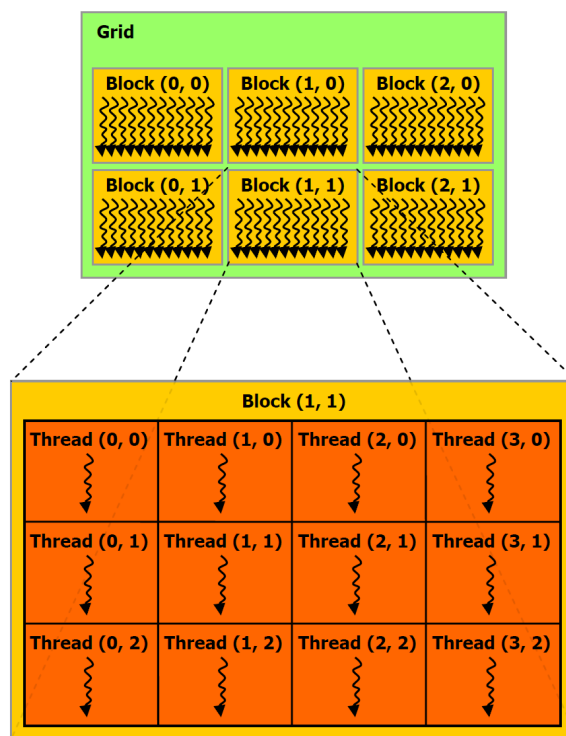 Grid
Block (0, 0) Block (1, 0) Block (2, 0)
Block (0, 1) Block (1, 1) Block (2, 1)
Block (1, 1)
Thread (0, 0) Thread (1, 0) Thread (2, 0) Thread (3, 0)
Thread (0, 1) Thread (1, 1) Thread (2, 1) Thread (3, 1)
Thread (0, 2) Thread (1, 2) Thread (2, 2) Thread (3, 2)